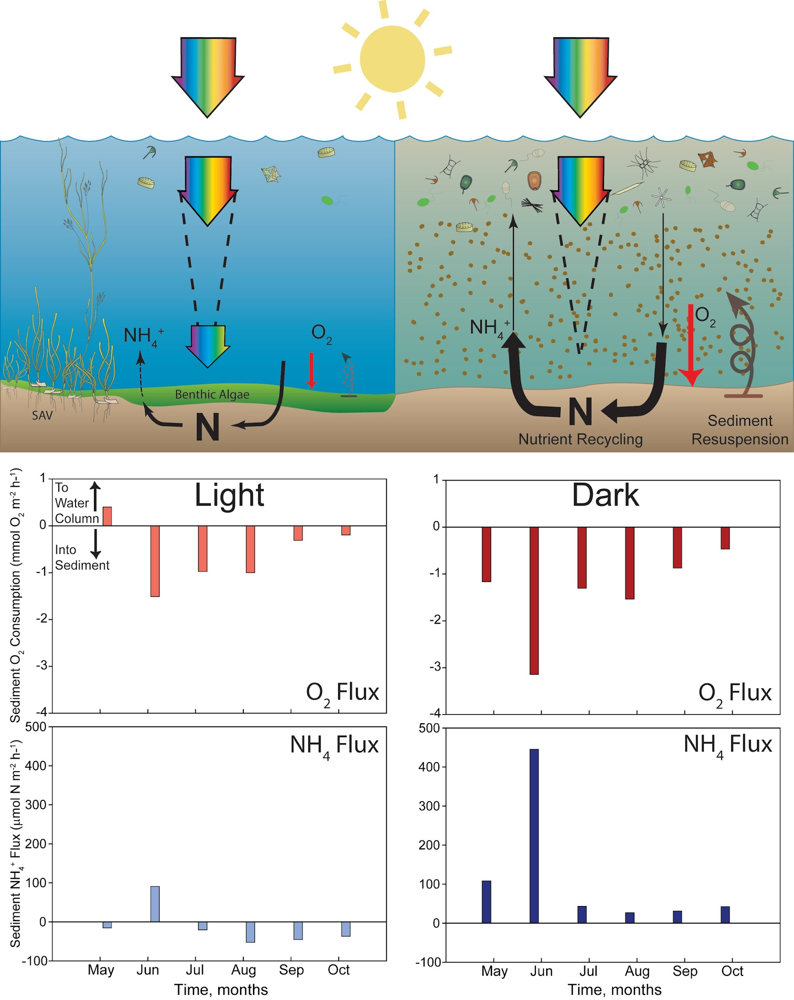 NH4+
O2
Benthic Algae
SAV
N
NH4+
O2
N
Nutrient Recycling
Sediment
Resuspension
Sediment O2 Consumption (mmol O2 m-2 h-1)
1
0
-1
-2
-3
-4
To
Water
Column
Into
Sediment
Light
O2 Flux
1
0
-1
-2
-3
-4
Dark
O2 Flux
Sediment NH4+ Flux (μmol N m-2 h-1)
500
400
300
200
100
0
-100
NH4 Flux
May Jun Jul Aug Sep Oct
Time, months
500
400
300
200
100
0
-100
NH4 Flux
May Jun Jul Aug Sep Oct
Time, months